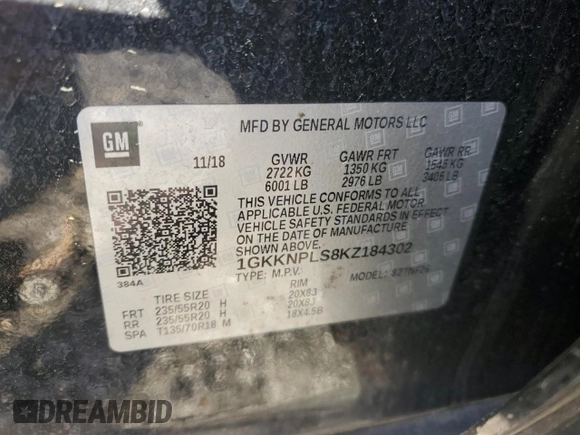 GM
MFD BY GENERAL MOTORS LLC
11/18 GVWR GAWR FRT GAWR RR
2722 KG 1350 KG 1545 KG
6001 LB 2976 LB 3406 LB
THIS VEHICLE CONFORMS TO ALL
APPLICABLE U.S. FEDERAL MOTOR
VEHICLE SAFETY STANDARDS IN EFFECT
ON THE DATE OF MANUFACTURE
SHOWN ABOVE.
384A
1GKKNPLS8KZ184302
TYPE: M.P.V. MODEL:
TIRE SIZE RIM
FRT 235/55R20 H 20X8J
RR 235/55R20 H 20X8J
SPA T135/70R18 M 18X4.5B
DREAMBID